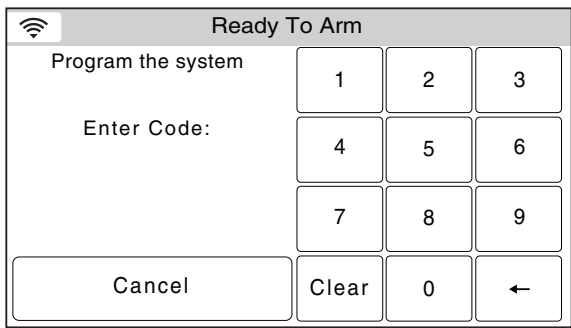 Ready To Arm
Program the system
Enter Code:
1 2 3
4 5 6
7 8 9
Cancel Clear 0 ←